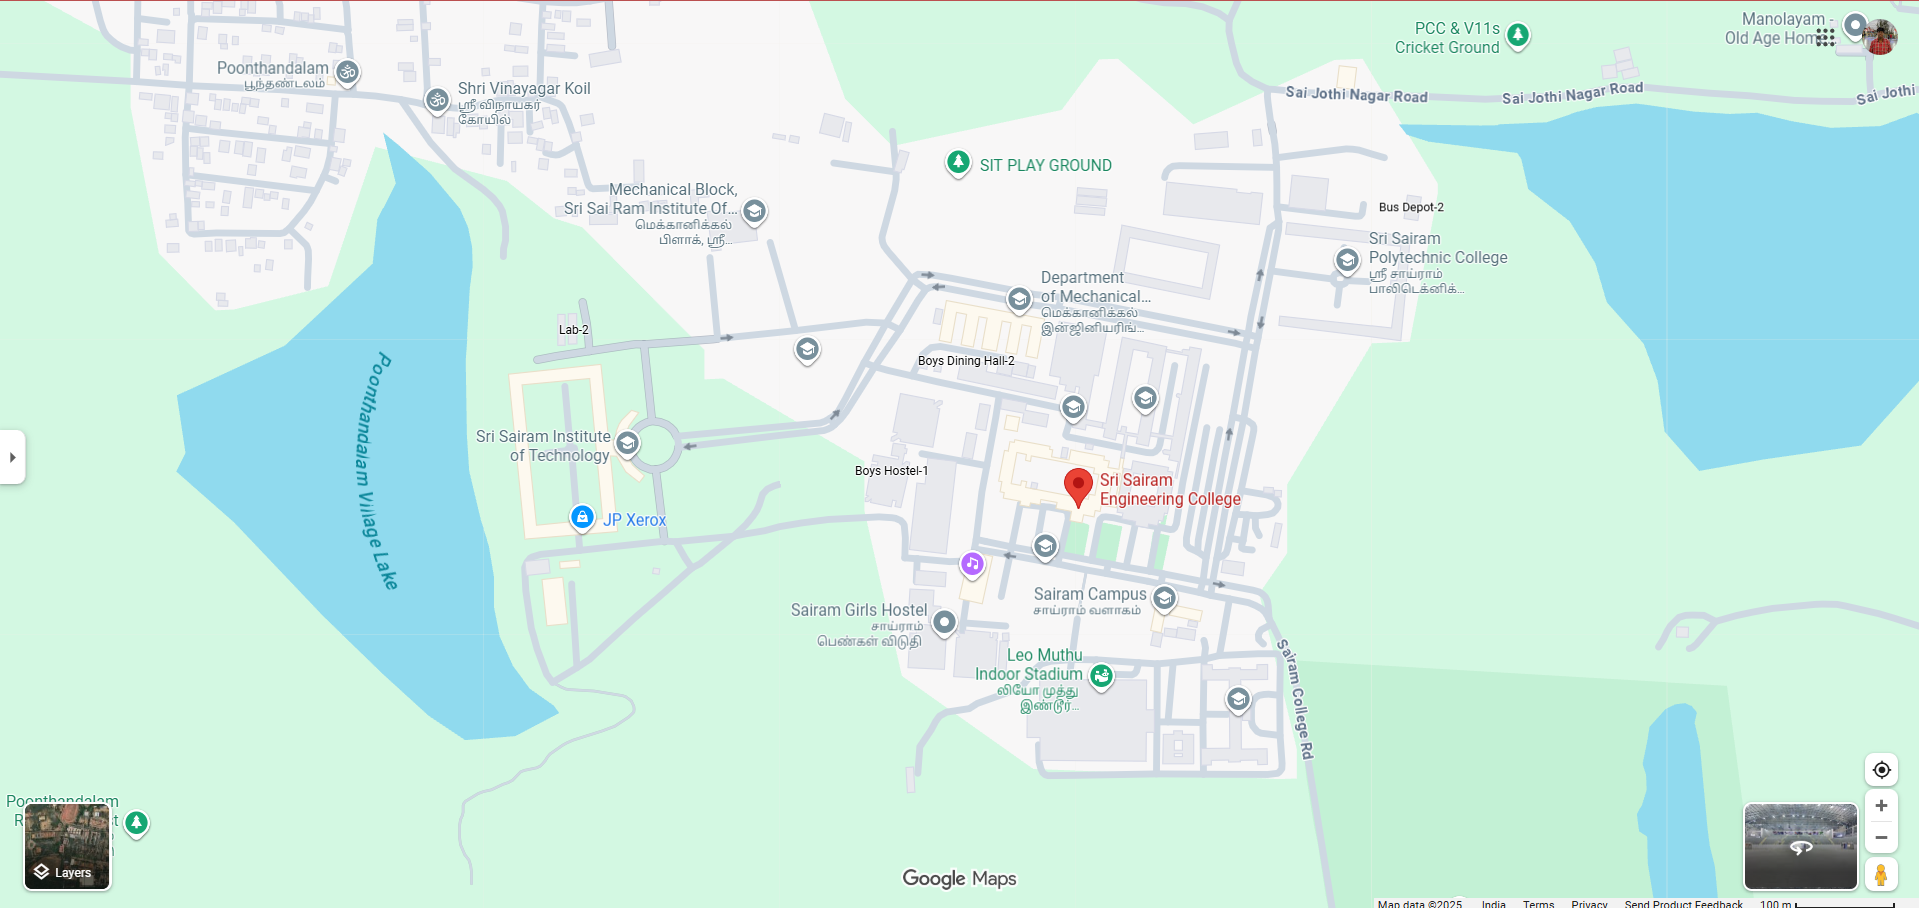 Poonthandalam
பூந்தண்டலம்
Shri Vinayagar Koil
ஸ்ரீ விநாயகர்
கோயில்
PCC & V11s
Cricket Ground
Manolayam -
Old Age Home
Sai Jothi Nagar Road
Sai Jothi Nagar Road
Sai Jothi
SIT PLAY GROUND
Mechanical Block,
Sri Sai Ram Institute Of...
மெக்கானிக்கல்
பிளாக், ஸ்ரீ...
Bus Depot-2
Sri Sairam
Polytechnic College
ஸ்ரீ சாய்ராம்
பாலிடெக்னிக்...
Department
of Mechanical...
மெக்கானிக்கல்
இன்ஜினியரிங்...
Lab-2
Boys Dining Hall-2
Poonthandalam Village Lake
Sri Sairam Institute
of Technology
Boys Hostel-1
Sri Sairam
Engineering College
JP Xerox
Sairam Campus
சாய்ராம் வளாகம்
Sairam Girls Hostel
சாய்ராம்
பெண்கள் விடுதி
Leo Muthu
Indoor Stadium
லியோ முத்து
இண்டூர்...
Sairam College Rd
Poonthandalam
Layers
Google Maps
Map data ©2025 India Terms Privacy Send Product Feedback 100 m